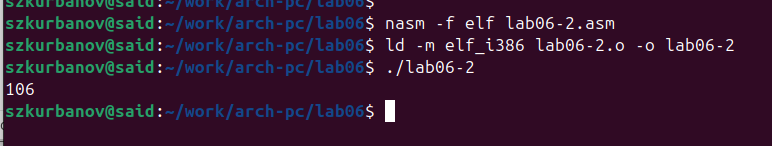 szkurbanov@said:~/work/arch-pc/lab06$ nasm -f elf lab06-2.asm
szkurbanov@said:~/work/arch-pc/lab06$ ld -m elf_i386 lab06-2.o -o lab06-2
szkurbanov@said:~/work/arch-pc/lab06$ ./lab06-2
106
szkurbanov@said:~/work/arch-pc/lab06$